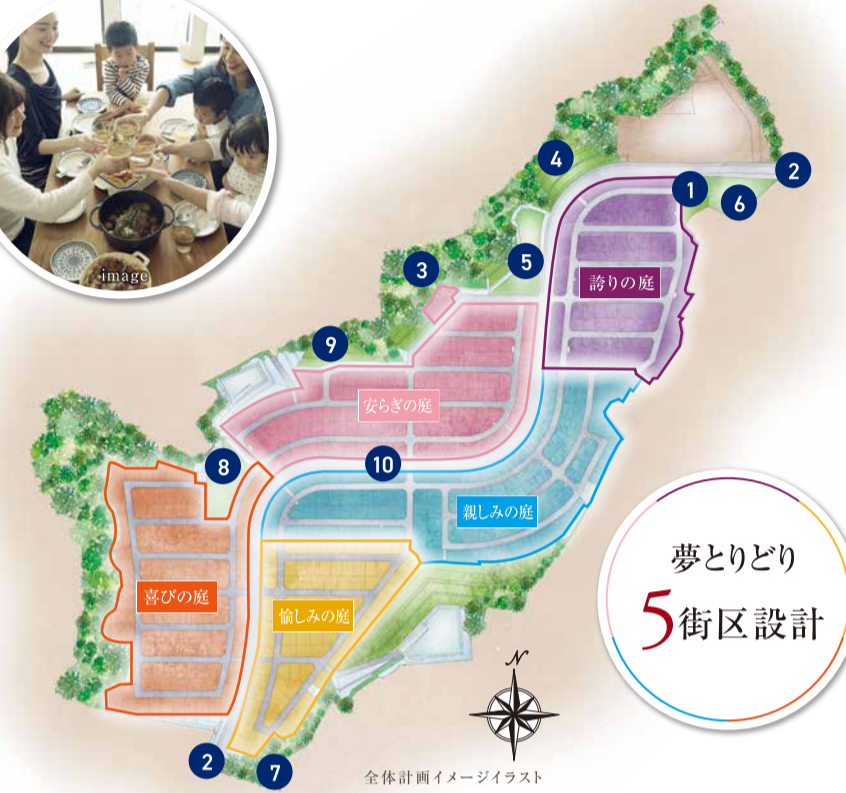 image
4
2
1
6
5
3
誇りの庭
9
安らぎの庭
10
8
親しみの庭
夢とりどり
5街区設計
喜びの庭
愉しみの庭
N
2
7
全体計画イメージイラスト